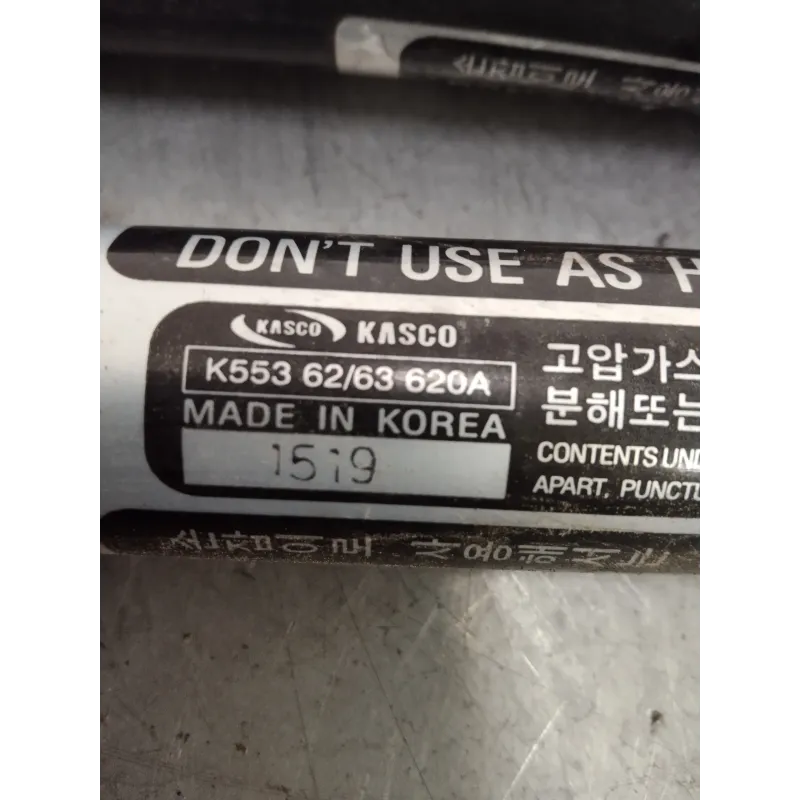 DON'T USE AS H
KASCO KASCO
K553 62/63 620A
MADE IN KOREA
1519
고압가스
분해또는
CONTENTS UND
APART, PUNCTU